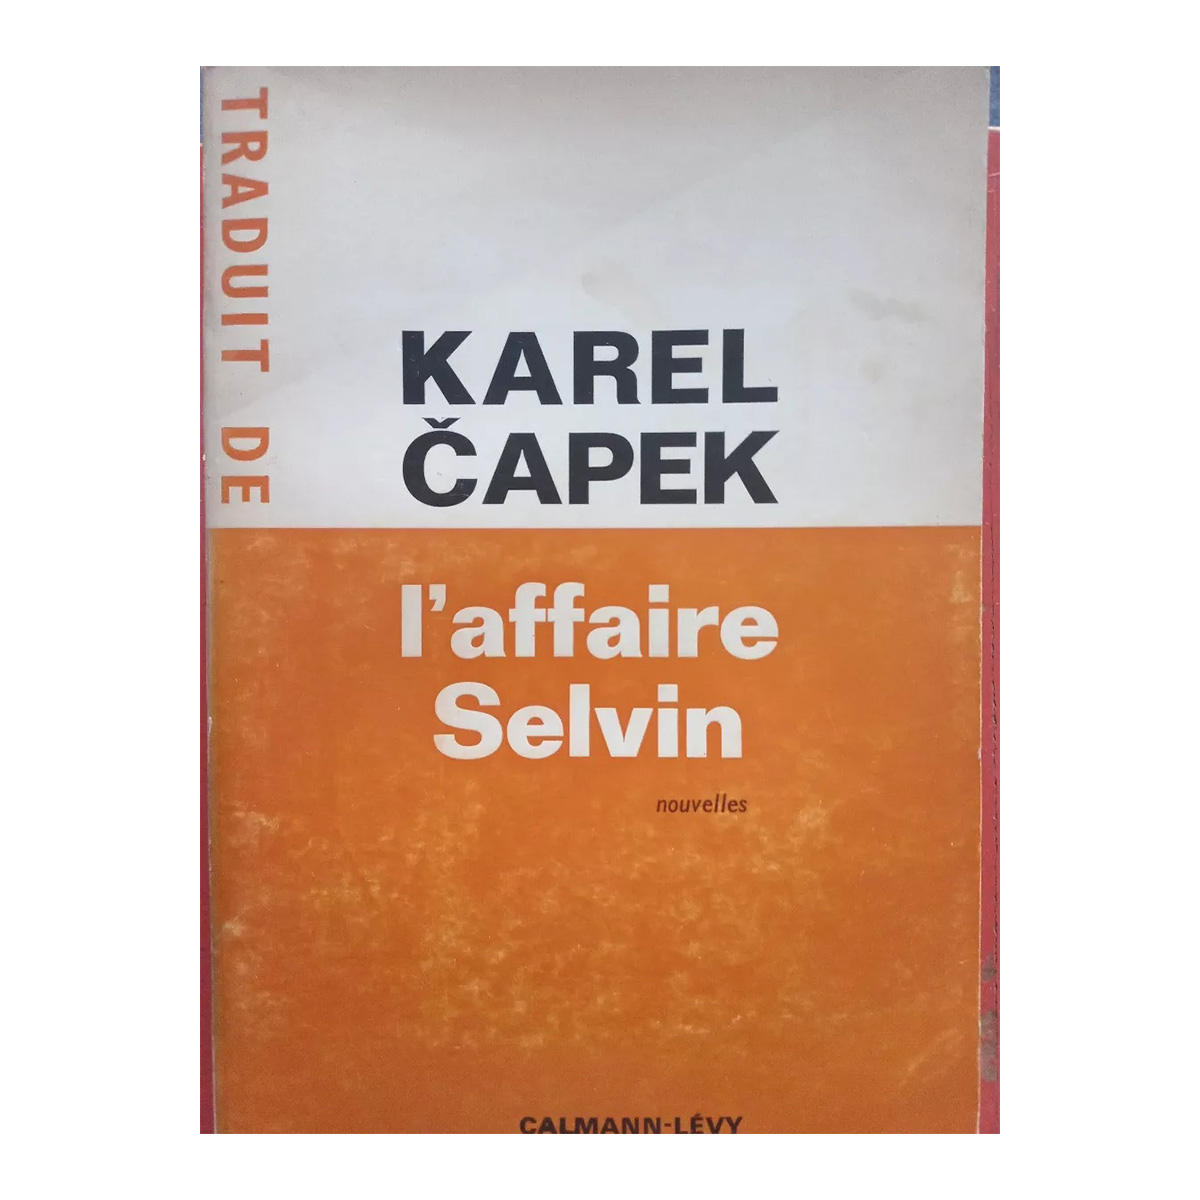 TRADUIT DE
KAREL
ČAPEK
l'affaire
Selvin
nouvelles
CALMANN-LÉVY